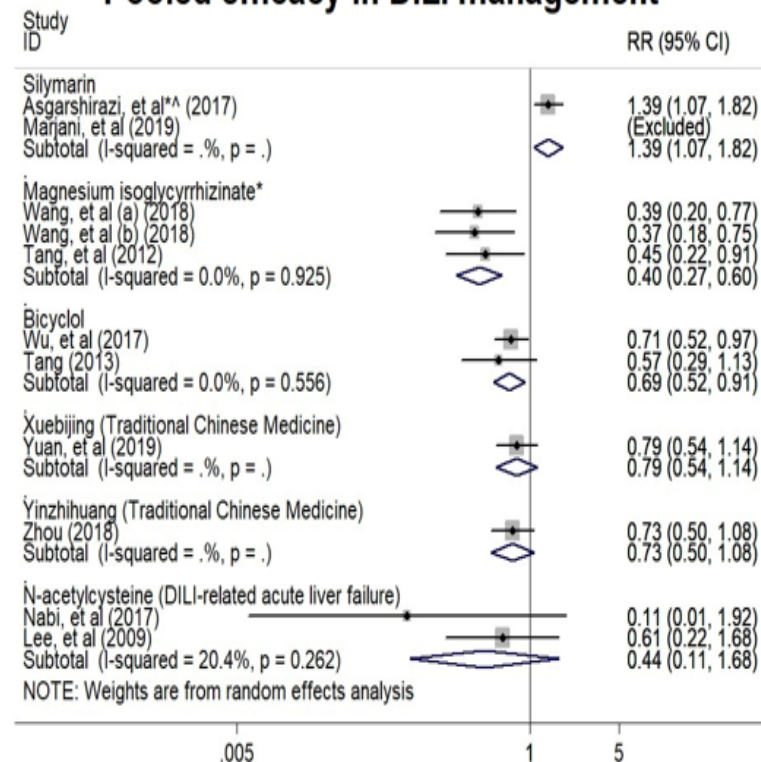 Pooled efficacy in DILI management
Study
ID RR (95% CI)
Silymarin
Asgarshirazi, et al*^ (2017) 1.39 (1.07, 1.82)
Marjani, et al (2019) (Excluded)
Subtotal (I-squared = .%, p = .) 1.39 (1.07, 1.82)
.
Magnesium isoglycyrrhizinate*
Wang, et al (a) (2018) 0.39 (0.20, 0.77)
Wang, et al (b) (2018) 0.37 (0.18, 0.75)
Tang, et al (2012) 0.45 (0.22, 0.91)
Subtotal (I-squared = 0.0%, p = 0.925) 0.40 (0.27, 0.60)
.
Bicyclol
Wu, et al (2017) 0.71 (0.52, 0.97)
Tang (2013) 0.57 (0.29, 1.13)
Subtotal (I-squared = 0.0%, p = 0.556) 0.69 (0.52, 0.91)
.
Xuebijing (Traditional Chinese Medicine)
Yuan, et al (2019) 0.79 (0.54, 1.14)
Subtotal (I-squared = .%, p = .) 0.79 (0.54, 1.14)
.
Yinzhihuang (Traditional Chinese Medicine)
Zhou (2018) 0.73 (0.50, 1.08)
Subtotal (I-squared = .%, p = .) 0.73 (0.50, 1.08)
.
N-acetylcysteine (DILI-related acute liver failure)
Nabi, et al (2017) 0.11 (0.01, 1.92)
Lee, et al (2009) 0.61 (0.22, 1.68)
Subtotal (I-squared = 20.4%, p = 0.262) 0.44 (0.11, 1.68)
NOTE: Weights are from random effects analysis
.005 1 5